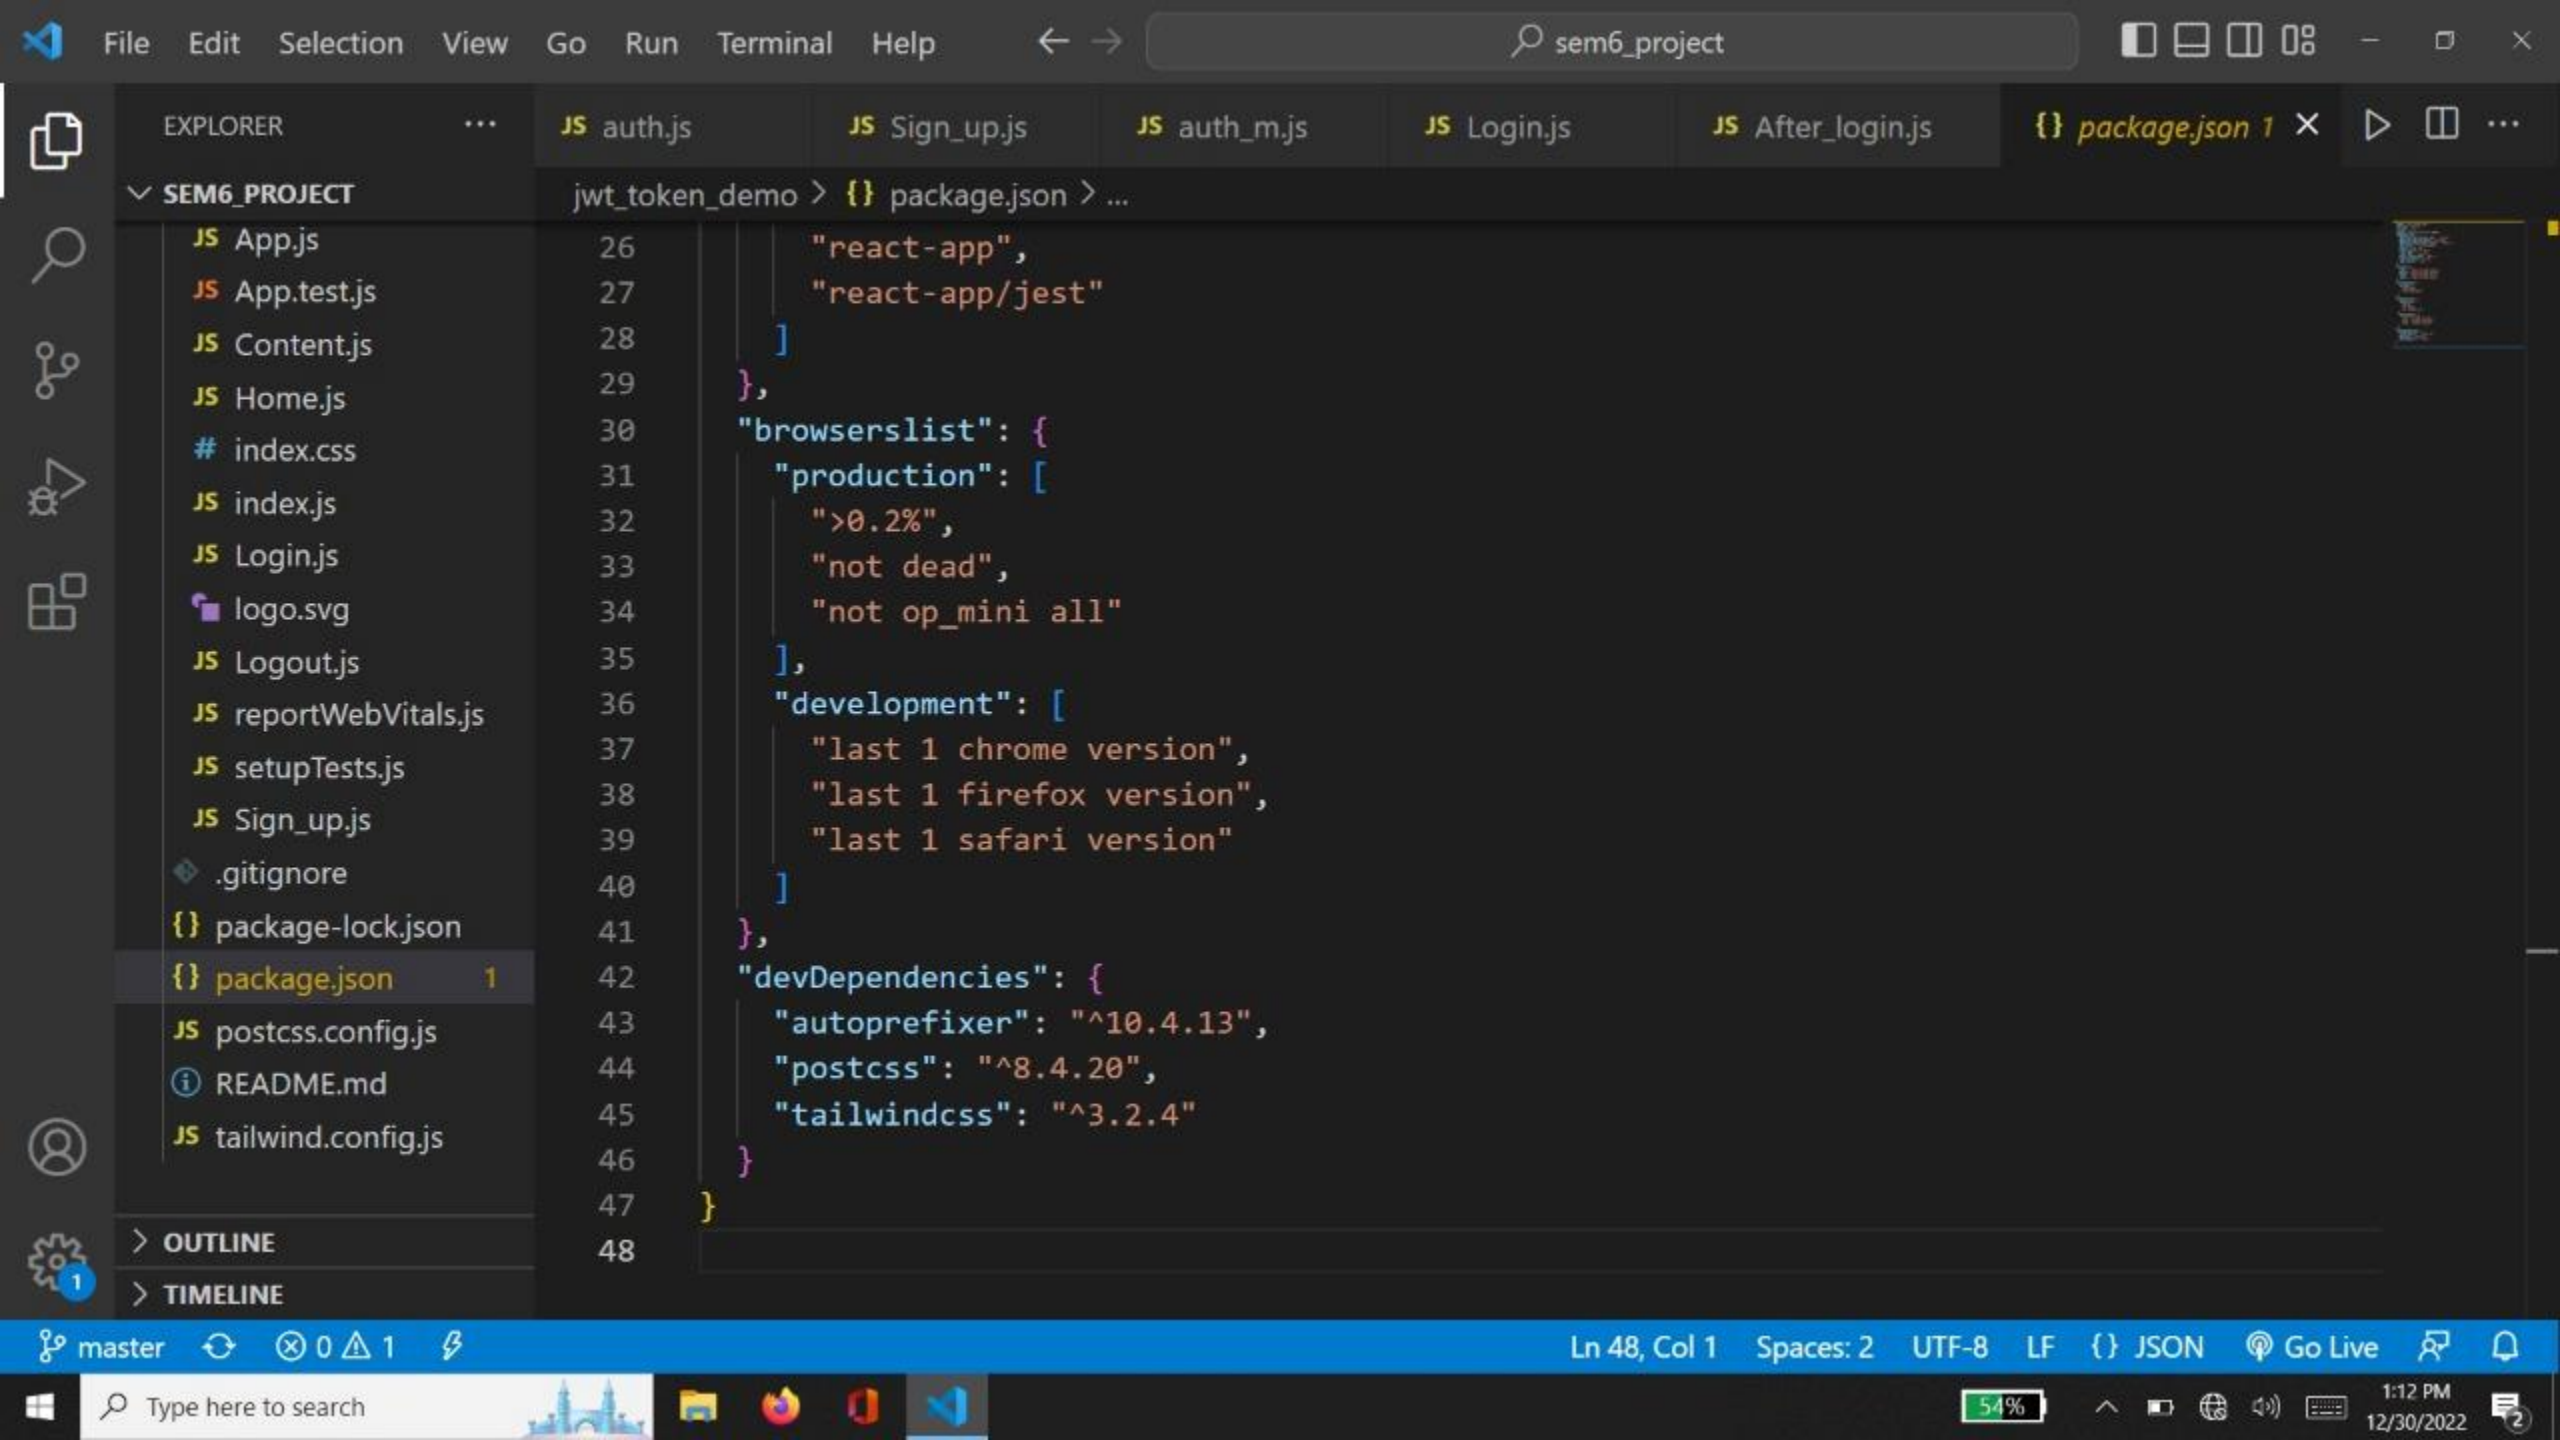 File Edit Selection View Go Run Terminal Help sem6_project
EXPLORER ...
JS auth.js JS Sign_up.js JS auth_m.js JS Login.js JS After_login.js {} package.json 1
SEM6_PROJECT
jwt_token_demo > {} package.json > ...
JS App.js
JS App.test.js
JS Content.js
JS Home.js
# index.css
JS index.js
JS Login.js
logo.svg
JS Logout.js
JS reportWebVitals.js
JS setupTests.js
JS Sign_up.js
.gitignore
{} package-lock.json
{} package.json 1
JS postcss.config.js
README.md
JS tailwind.config.js
OUTLINE
TIMELINE
1
26 "react-app",
27 "react-app/jest"
28 ]
29 },
30 "browserslist": {
31 "production": [
32 ">0.2%",
33 "not dead",
34 "not op_mini all"
35 ],
36 "development": [
37 "last 1 chrome version",
38 "last 1 firefox version",
39 "last 1 safari version"
40 ]
41 },
42 "devDependencies": {
43 "autoprefixer": "^10.4.13",
44 "postcss": "^8.4.20",
45 "tailwindcss": "^3.2.4"
46 }
47 }
48
master 0 1 Ln 48, Col 1 Spaces: 2 UTF-8 LF {} JSON Go Live
Type here to search 54% 1:12 PM
12/30/2022 2